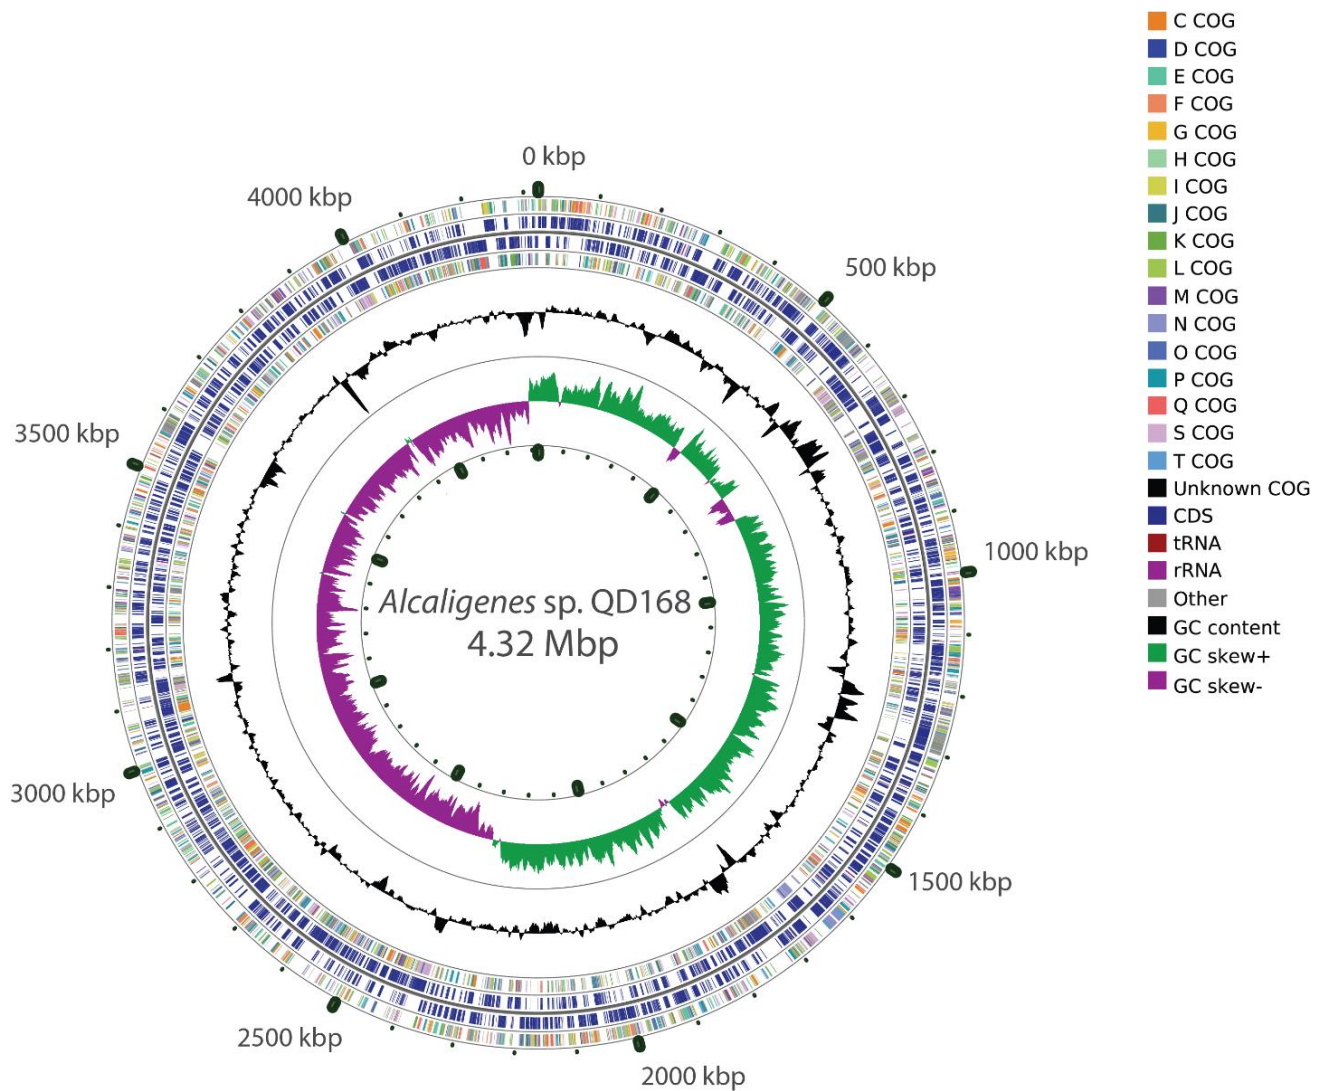 0 kbp
500 kbp
1000 kbp
1500 kbp
2000 kbp
2500 kbp
3000 kbp
3500 kbp
4000 kbp
Alcaligenes sp. QD168
4.32 Mbp
C COG
D COG
E COG
F COG
G COG
H COG
I COG
J COG
K COG
L COG
M COG
N COG
O COG
P COG
Q COG
S COG
T COG
Unknown COG
CDS
tRNA
rRNA
Other
GC content
GC skew+
GC skew-